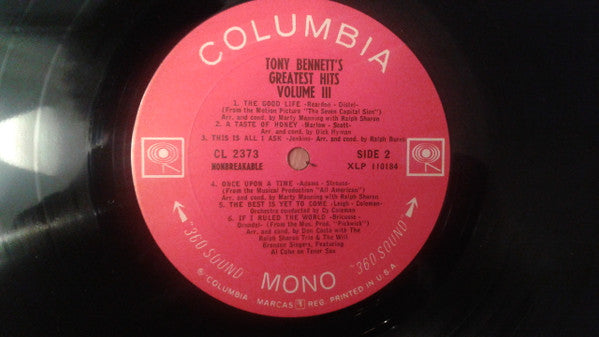 COLUMBIA
TONY BENNETT'S
GREATEST HITS
VOLUME III
1. THE GOOD LIFE -Reardon - Distel-
(From the Motion Picture "The Seven Capital Sins")
Arr. and cond. by Marty Manning with Ralph Sharon
2. A TASTE OF HONEY -Marlow - Scott-
Arr. and cond. by Dick Hyman
3. THIS IS ALL I ASK -Jenkins- Arr. and cond. by Ralph Burns
CL 2373 SIDE 2
NONBREAKABLE XLP 110184
4. ONCE UPON A TIME -Adams - Strouse-
(From the Musical Production "All American")
Arr. and cond. by Marty Manning with Ralph Sharon
5. THE BEST IS YET TO COME -Leigh - Coleman-
Orchestra conducted by Cy Coleman
6. IF I RULED THE WORLD -Bricusse -
Ornadel- (From the Mus. Prod. "Pickwick")
Arr. and cond. by Don Costa with The
Ralph Sharon Trio & The Will
Bronson Singers, Featuring
Al Cohn on Tenor Sax
"360 SOUND" MONO "360 SOUND"
® "COLUMBIA", MARCAS REG. PRINTED IN U.S.A.